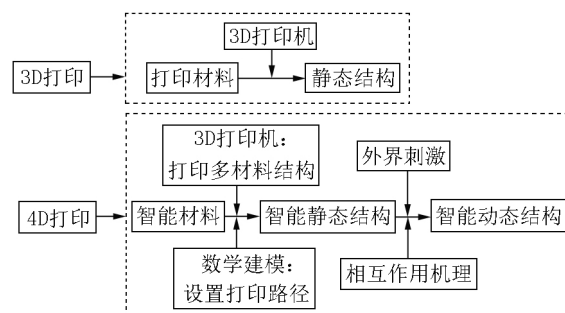 3D打印机
3D打印
打印材料
静态结构
3D打印机：
打印多材料结构
外界刺激
4D打印
智能材料
智能静态结构
智能动态结构
数学建模：
设置打印路径
相互作用机理